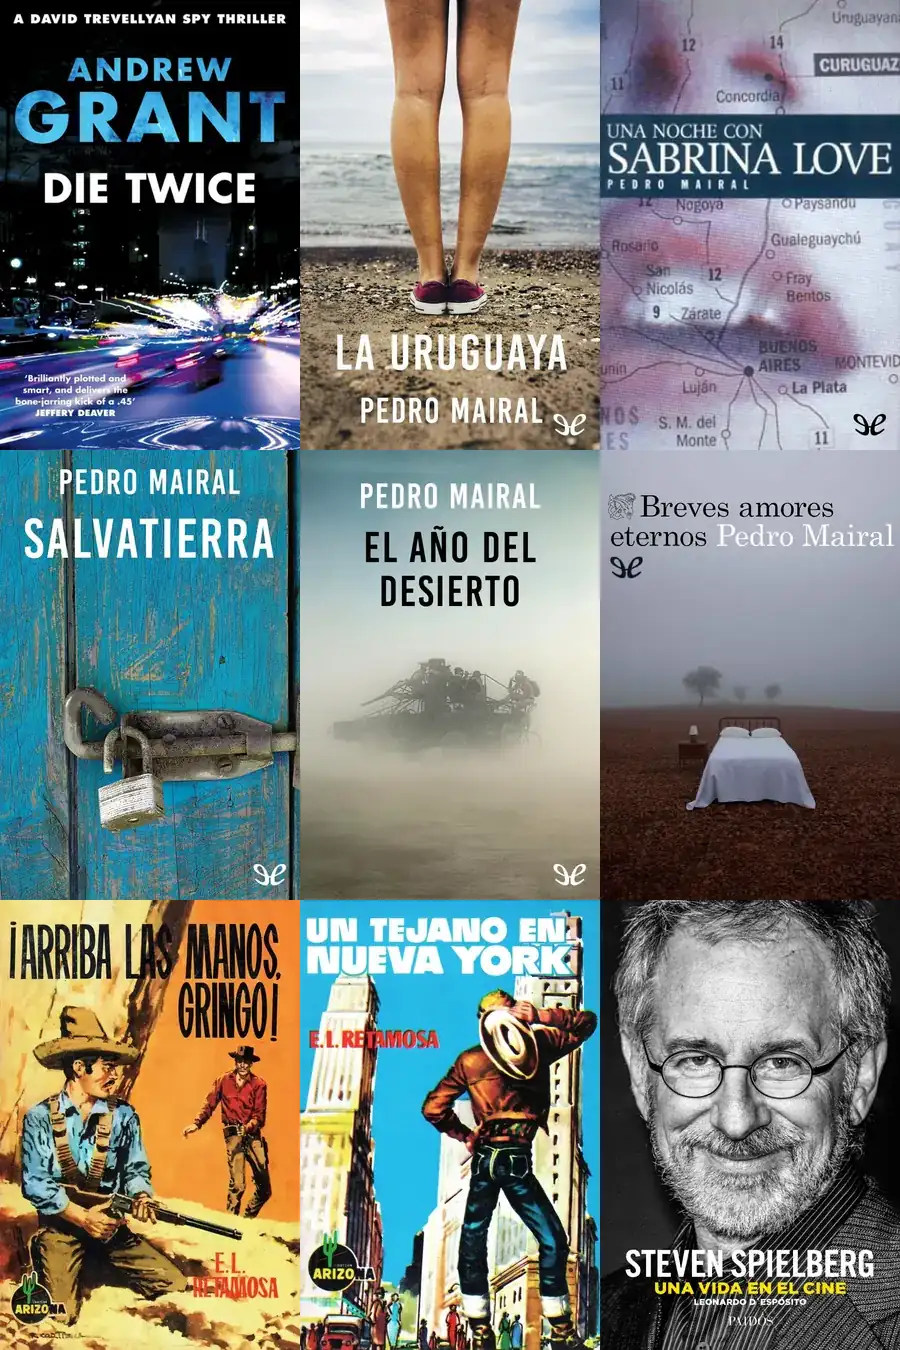 A DAVID TREVELLYAN SPY THRILLER
ANDREW
GRANT
DIE TWICE
'Brilliantly plotted and
smart, and delivers the
bone-jarring kick of a .45'
JEFFERY DEAVER
LA URUGUAYA
PEDRO MAIRAL
Uruguayana
12
14
11
CURUGUAZ
Concordia
UNA NOCHE CON
SABRINA LOVE
PEDRO MAIRAL
12
Nogoyá
Paysandú
Rosario
Gualeguaychú
San
Nicolás
12
Fray
Bentos
9
Zárate
BUENOS
AIRES
MONTEVID
unín
Luján
La Plata
NOS
ES
S. M. del
Monte
11
PEDRO MAIRAL
SALVATIERRA
PEDRO MAIRAL
EL AÑO DEL
DESIERTO
Breves amores
eternos Pedro Mairal
¡ARRIBA LAS MANOS,
GRINGO!
E.L.
RETAMOSA
ARIZONA
UN TEJANO EN
NUEVA YORK
E.L. RETAMOSA
ARIZONA
STEVEN SPIELBERG
UNA VIDA EN EL CINE
LEONARDO D´ESPÓSITO
PAIDÓS